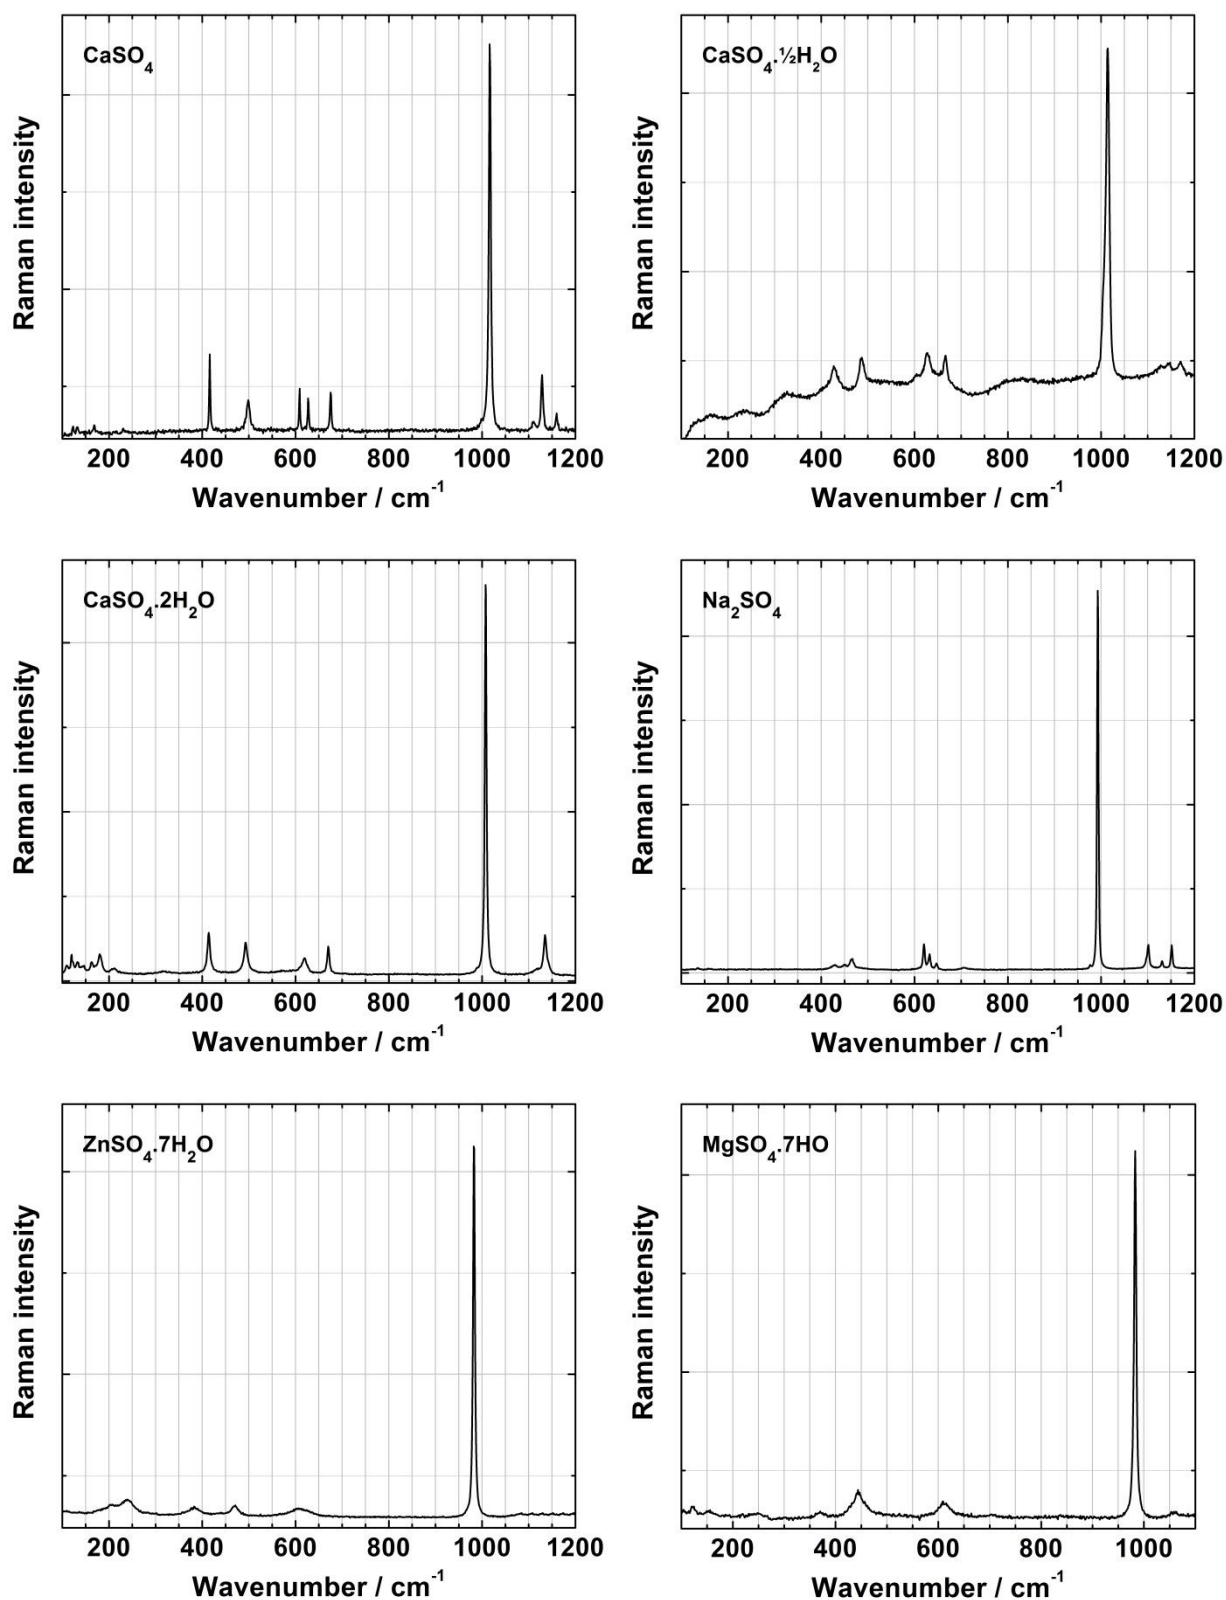 CaSO4
Raman intensity
200 400 600 800 1000 1200
Wavenumber / cm-1
CaSO4.½H2O
Raman intensity
200 400 600 800 1000 1200
Wavenumber / cm-1
CaSO4.2H2O
Raman intensity
200 400 600 800 1000 1200
Wavenumber / cm-1
Na2SO4
Raman intensity
200 400 600 800 1000 1200
Wavenumber / cm-1
ZnSO4.7H2O
Raman intensity
200 400 600 800 1000 1200
Wavenumber / cm-1
MgSO4.7HO
Raman intensity
200 400 600 800 1000
Wavenumber / cm-1